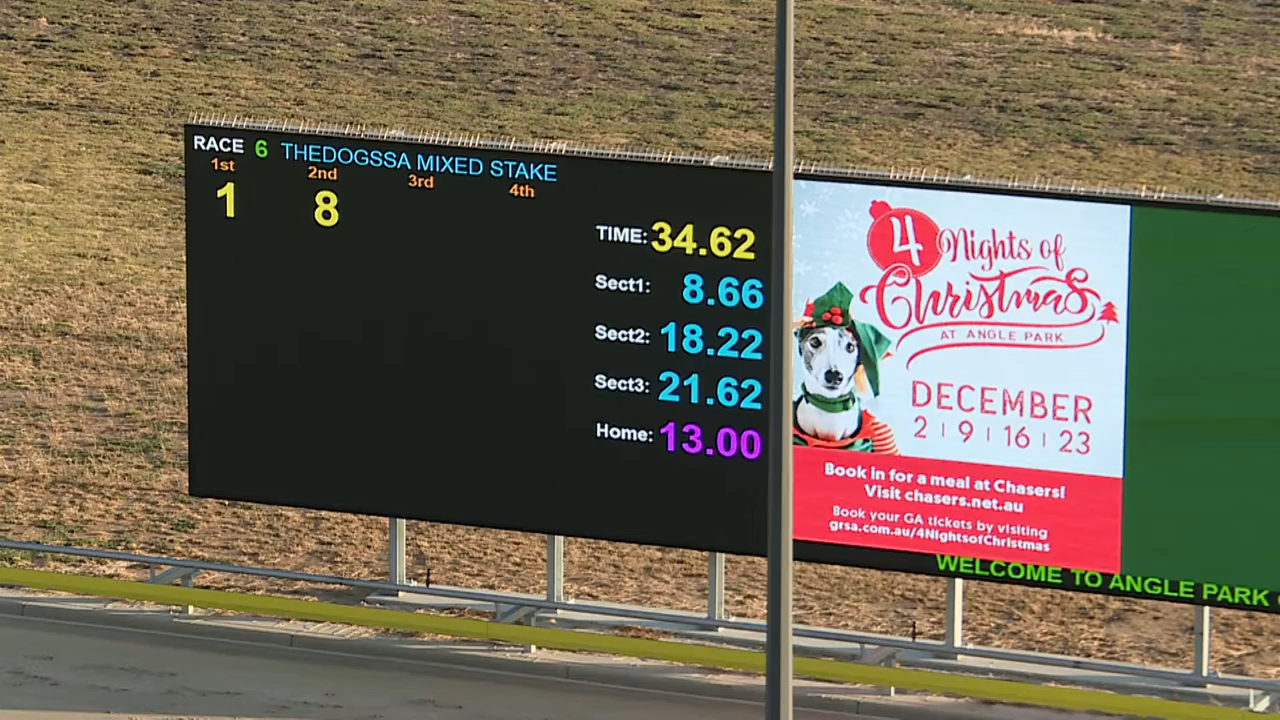 RACE 6 THEDOGSSA MIXED STAKE
1st 2nd 3rd 4th
1 8
TIME: 34.62
Sect1: 8.66
Sect2: 18.22
Sect3: 21.62
Home: 13.00
4 Nights of
Christmas
AT ANGLE PARK
DECEMBER
2 | 9 | 16 | 23
Book in for a meal at Chasers!
Visit chasers.net.au
Book your GA tickets by visiting
grsa.com.au/4NightsofChristmas
WELCOME TO ANGLE PARK